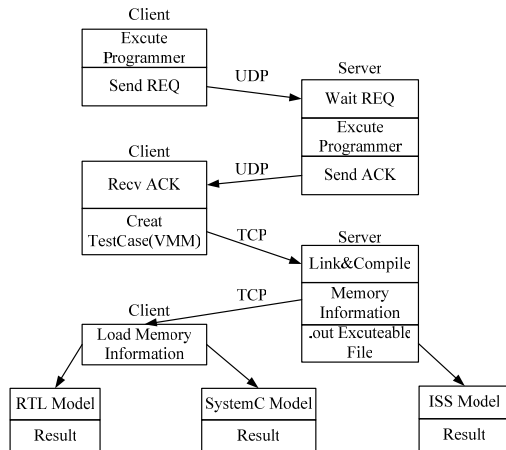 Client
Excute
Programmer
Send REQ
UDP
Server
Wait REQ
Excute
Programmer
Send ACK
Client
UDP
Recv ACK
Creat
TestCase(VMM)
TCP
Server
Link&Compile
Memory
Information
.out Excuteable
File
TCP
Client
Load Memory
Information
RTL Model
Result
SystemC Model
Result
ISS Model
Result